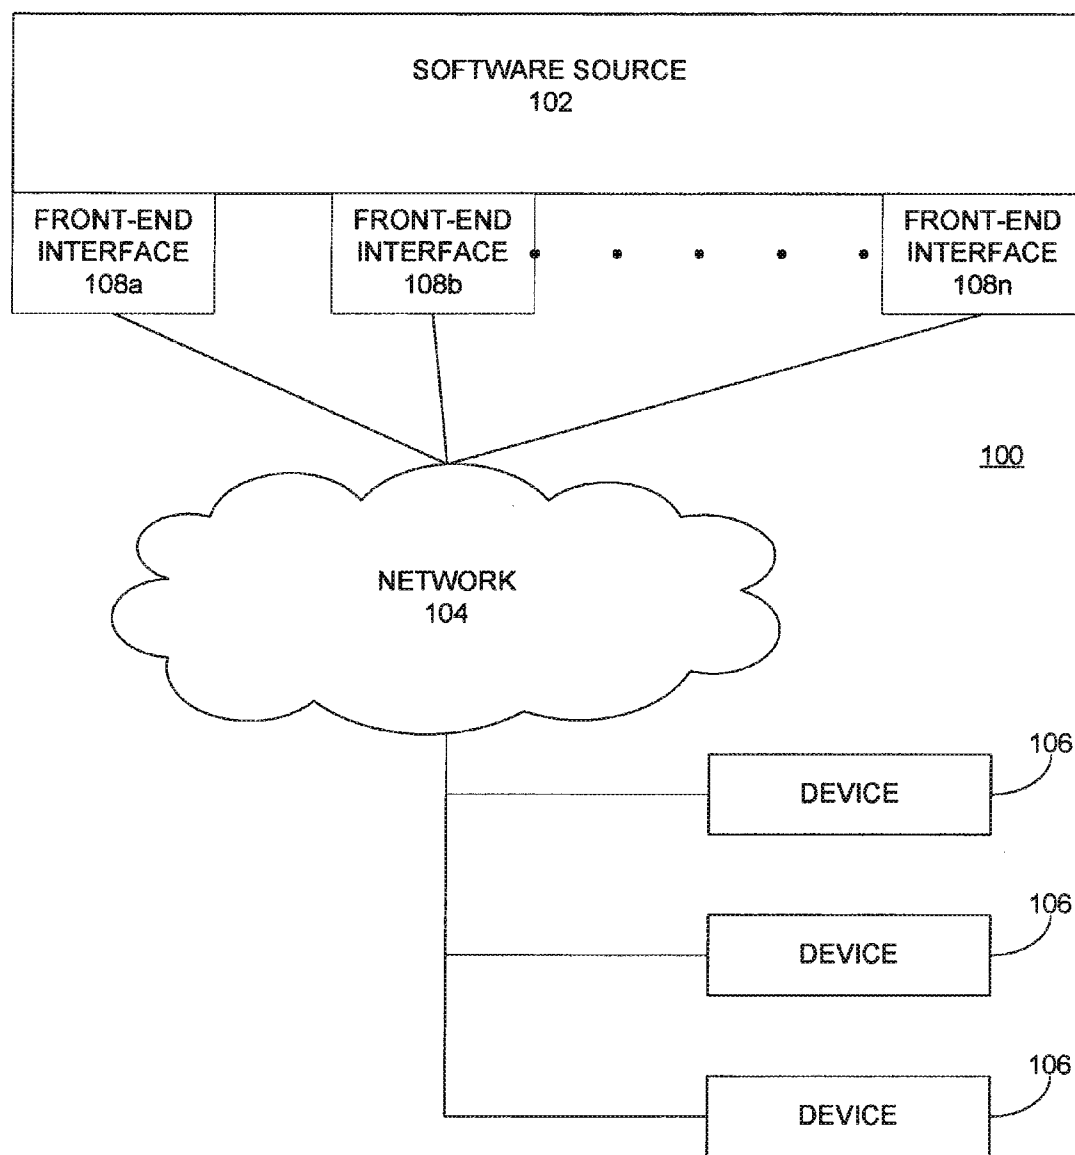 SOFTWARE SOURCE
102
FRONT-END
INTERFACE
108a
FRONT-END
INTERFACE
108b
FRONT-END
INTERFACE
108n
100
NETWORK
104
106
DEVICE
106
DEVICE
106
DEVICE